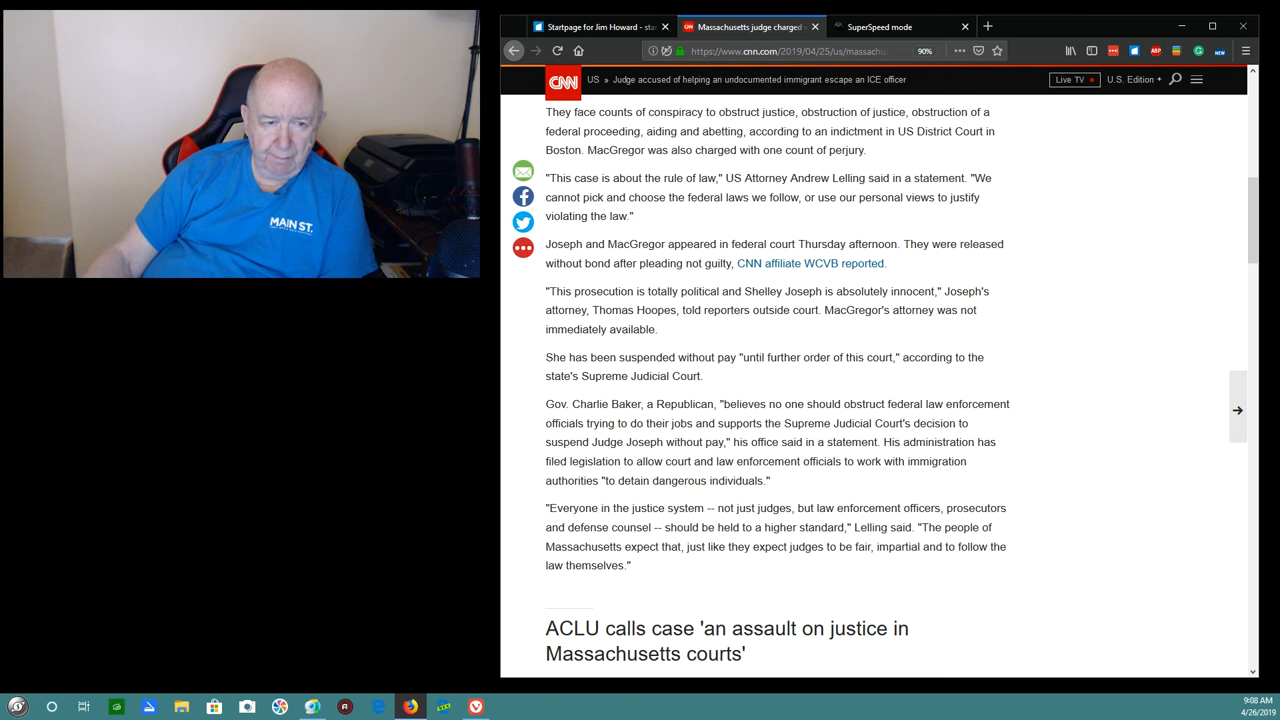 Startpage for Jim Howard - star
Massachusetts judge charged w
SuperSpeed mode
https://www.cnn.com/2019/04/25/us/massachu
90%
ABP
NEW
CNN
US » Judge accused of helping an undocumented immigrant escape an ICE officer
Live TV
U.S. Edition +
They face counts of conspiracy to obstruct justice, obstruction of justice, obstruction of a
federal proceeding, aiding and abetting, according to an indictment in US District Court in
Boston. MacGregor was also charged with one count of perjury.
"This case is about the rule of law," US Attorney Andrew Lelling said in a statement. "We
cannot pick and choose the federal laws we follow, or use our personal views to justify
violating the law."
Joseph and MacGregor appeared in federal court Thursday afternoon. They were released
without bond after pleading not guilty, CNN affiliate WCVB reported.
"This prosecution is totally political and Shelley Joseph is absolutely innocent," Joseph's
attorney, Thomas Hoopes, told reporters outside court. MacGregor's attorney was not
immediately available.
She has been suspended without pay "until further order of this court," according to the
state's Supreme Judicial Court.
Gov. Charlie Baker, a Republican, "believes no one should obstruct federal law enforcement
officials trying to do their jobs and supports the Supreme Judicial Court's decision to
suspend Judge Joseph without pay," his office said in a statement. His administration has
filed legislation to allow court and law enforcement officials to work with immigration
authorities "to detain dangerous individuals."
"Everyone in the justice system -- not just judges, but law enforcement officers, prosecutors
and defense counsel -- should be held to a higher standard," Lelling said. "The people of
Massachusetts expect that, just like they expect judges to be fair, impartial and to follow the
law themselves."
ACLU calls case 'an assault on justice in
Massachusetts courts'
MAIN ST.
9:08 AM
4/26/2019